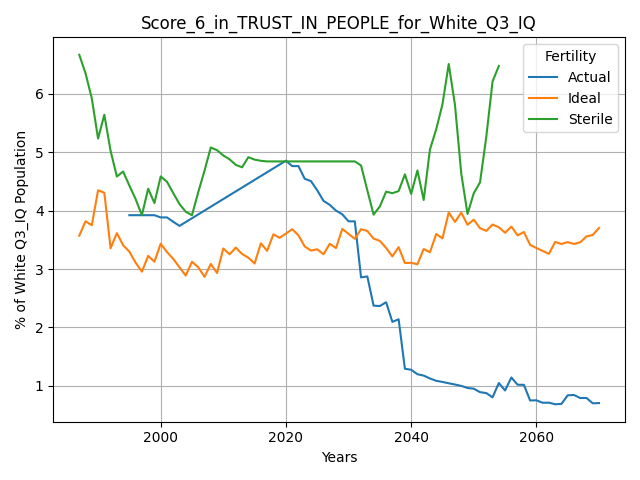 Score_6_in_TRUST_IN_PEOPLE_for_White_Q3_IQ
% of White Q3_IQ Population
Fertility
Actual
Ideal
Sterile
6
5
4
3
2
1
2000
2020
2040
2060
Years